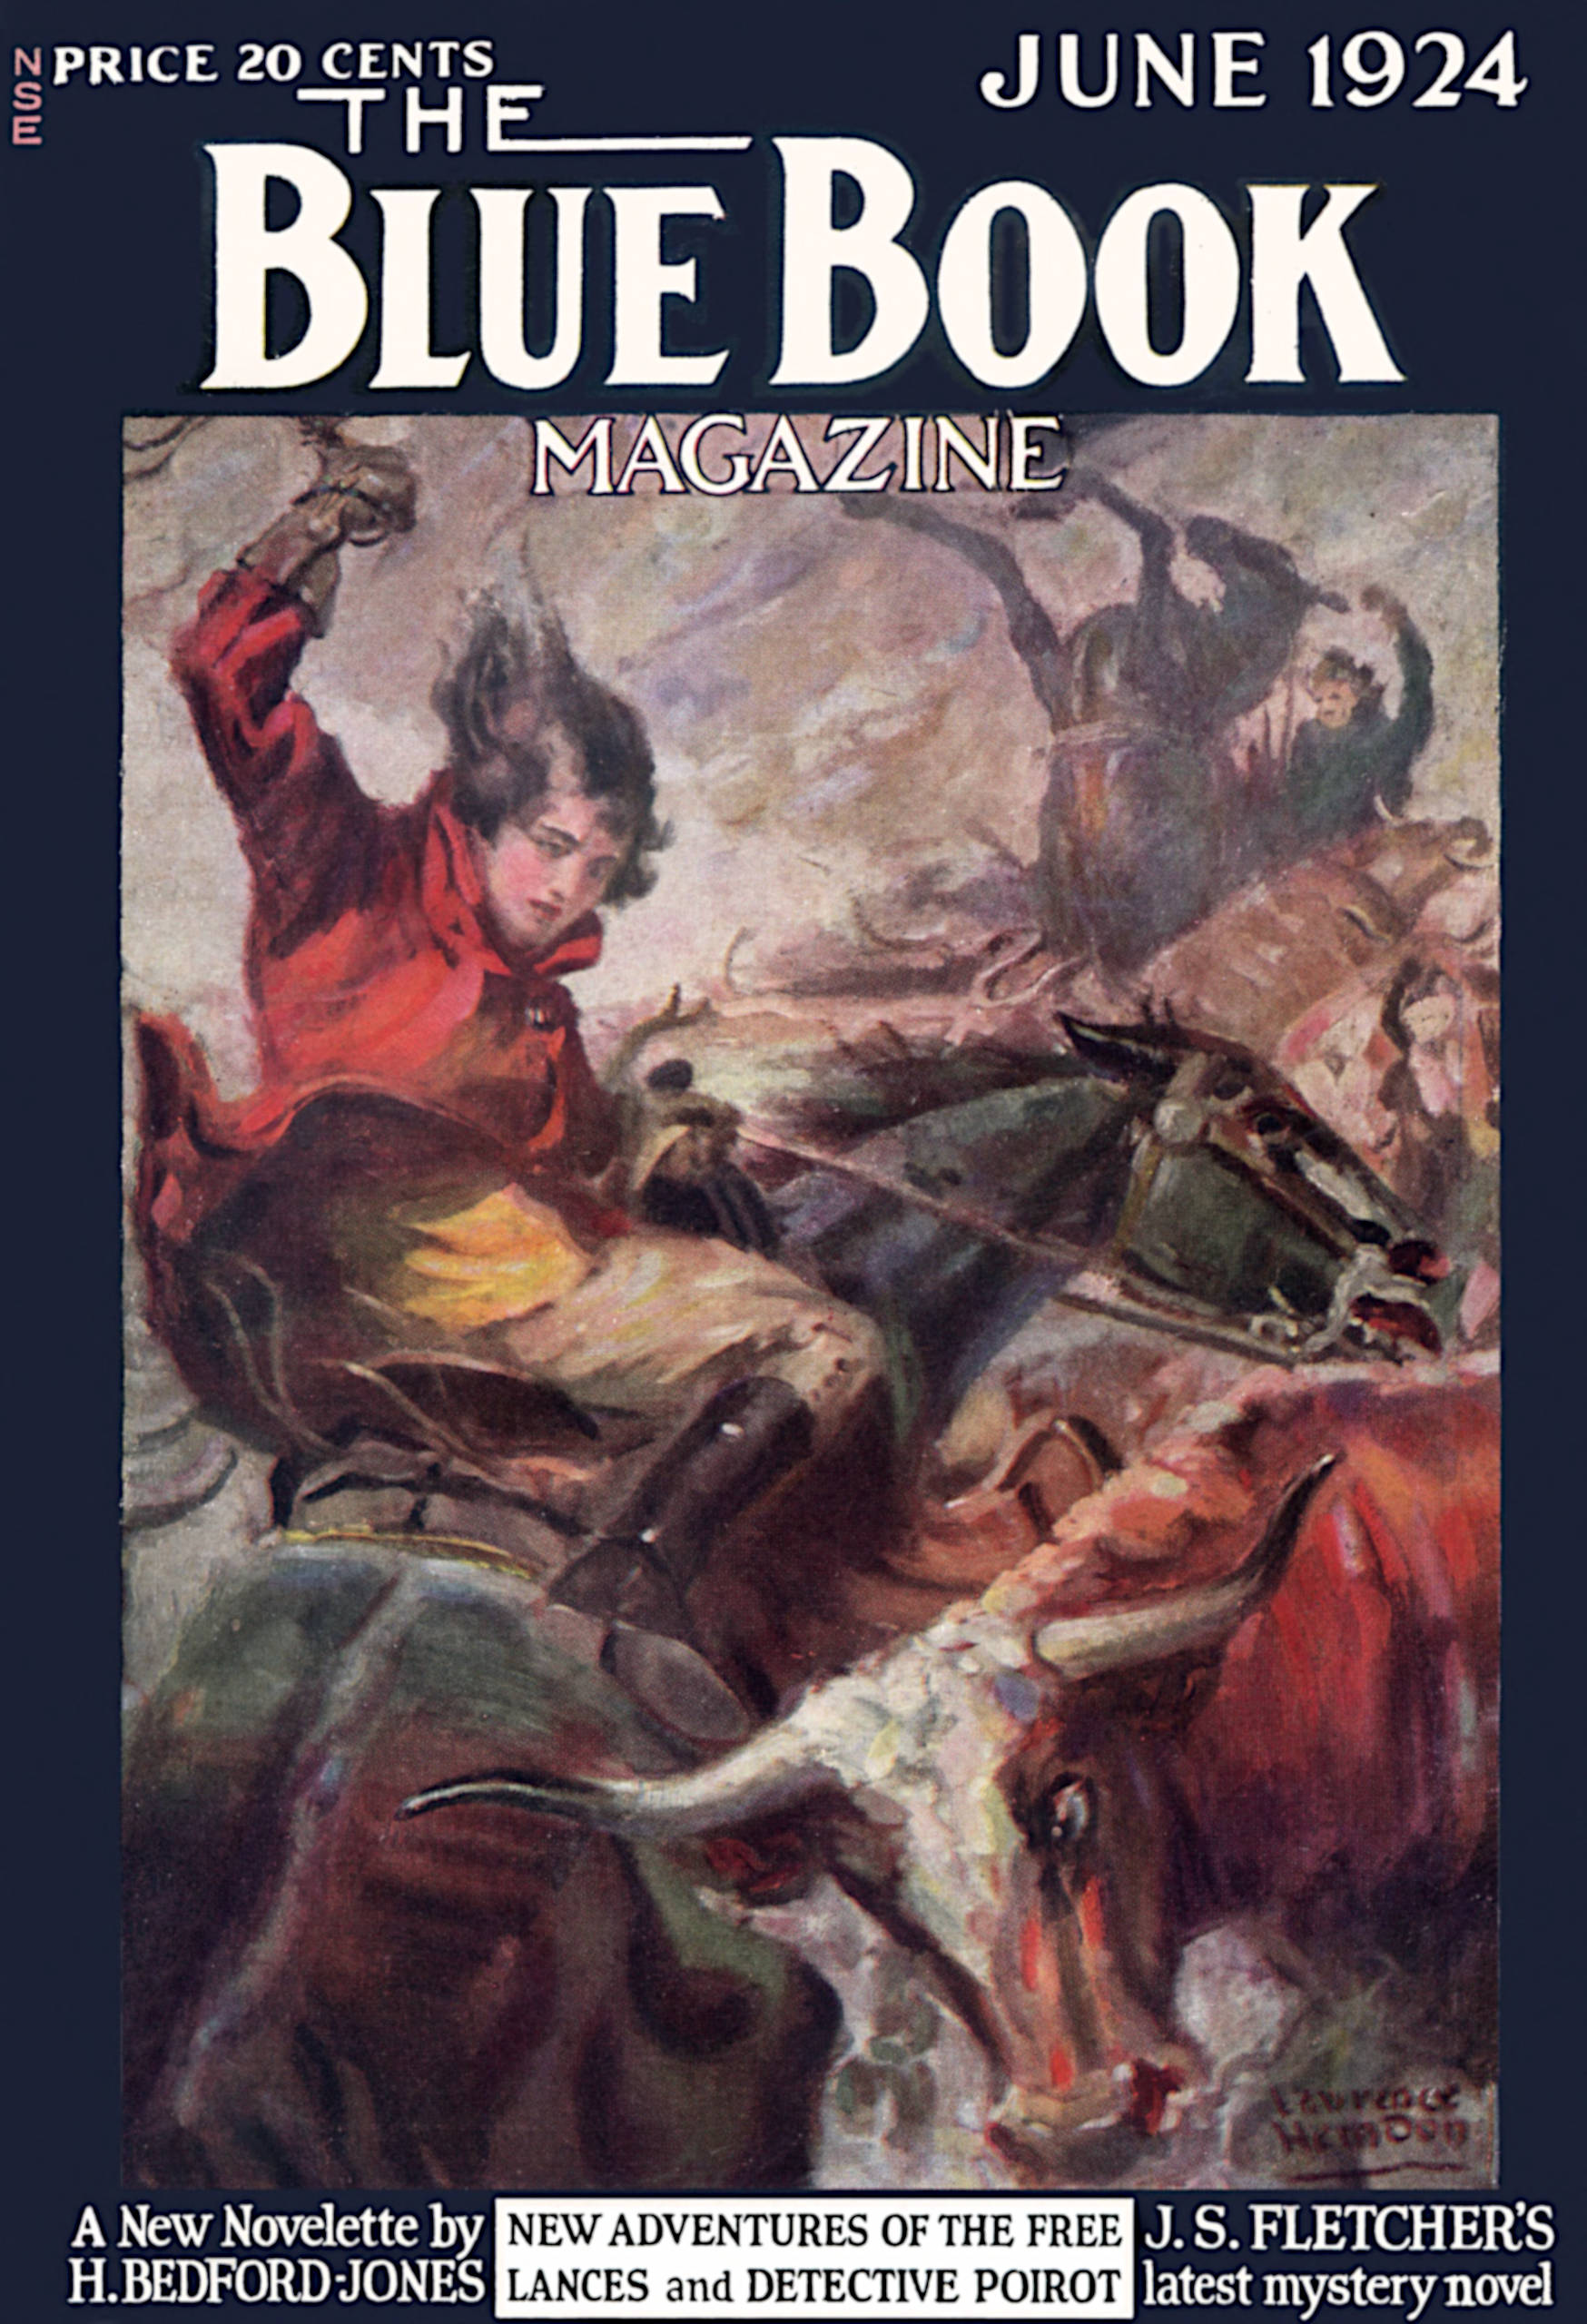 PRICE 20 CENTS
JUNE 1924
NSE
THE
BLUE BOOK
MAGAZINE
Lawrence
Herndon
A New Novelette by
H. BEDFORD-JONES
NEW ADVENTURES OF THE FREE
LANCES and DETECTIVE POIROT
J. S. FLETCHER'S
latest mystery novel